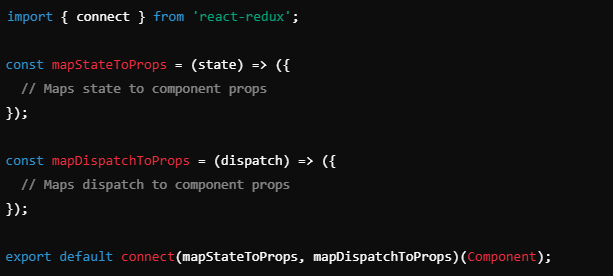 import { connect } from 'react-redux';
const mapStateToProps = (state) => ({
// Maps state to component props
});
const mapDispatchToProps = (dispatch) => ({
// Maps dispatch to component props
});
export default connect(mapStateToProps, mapDispatchToProps)(Component);